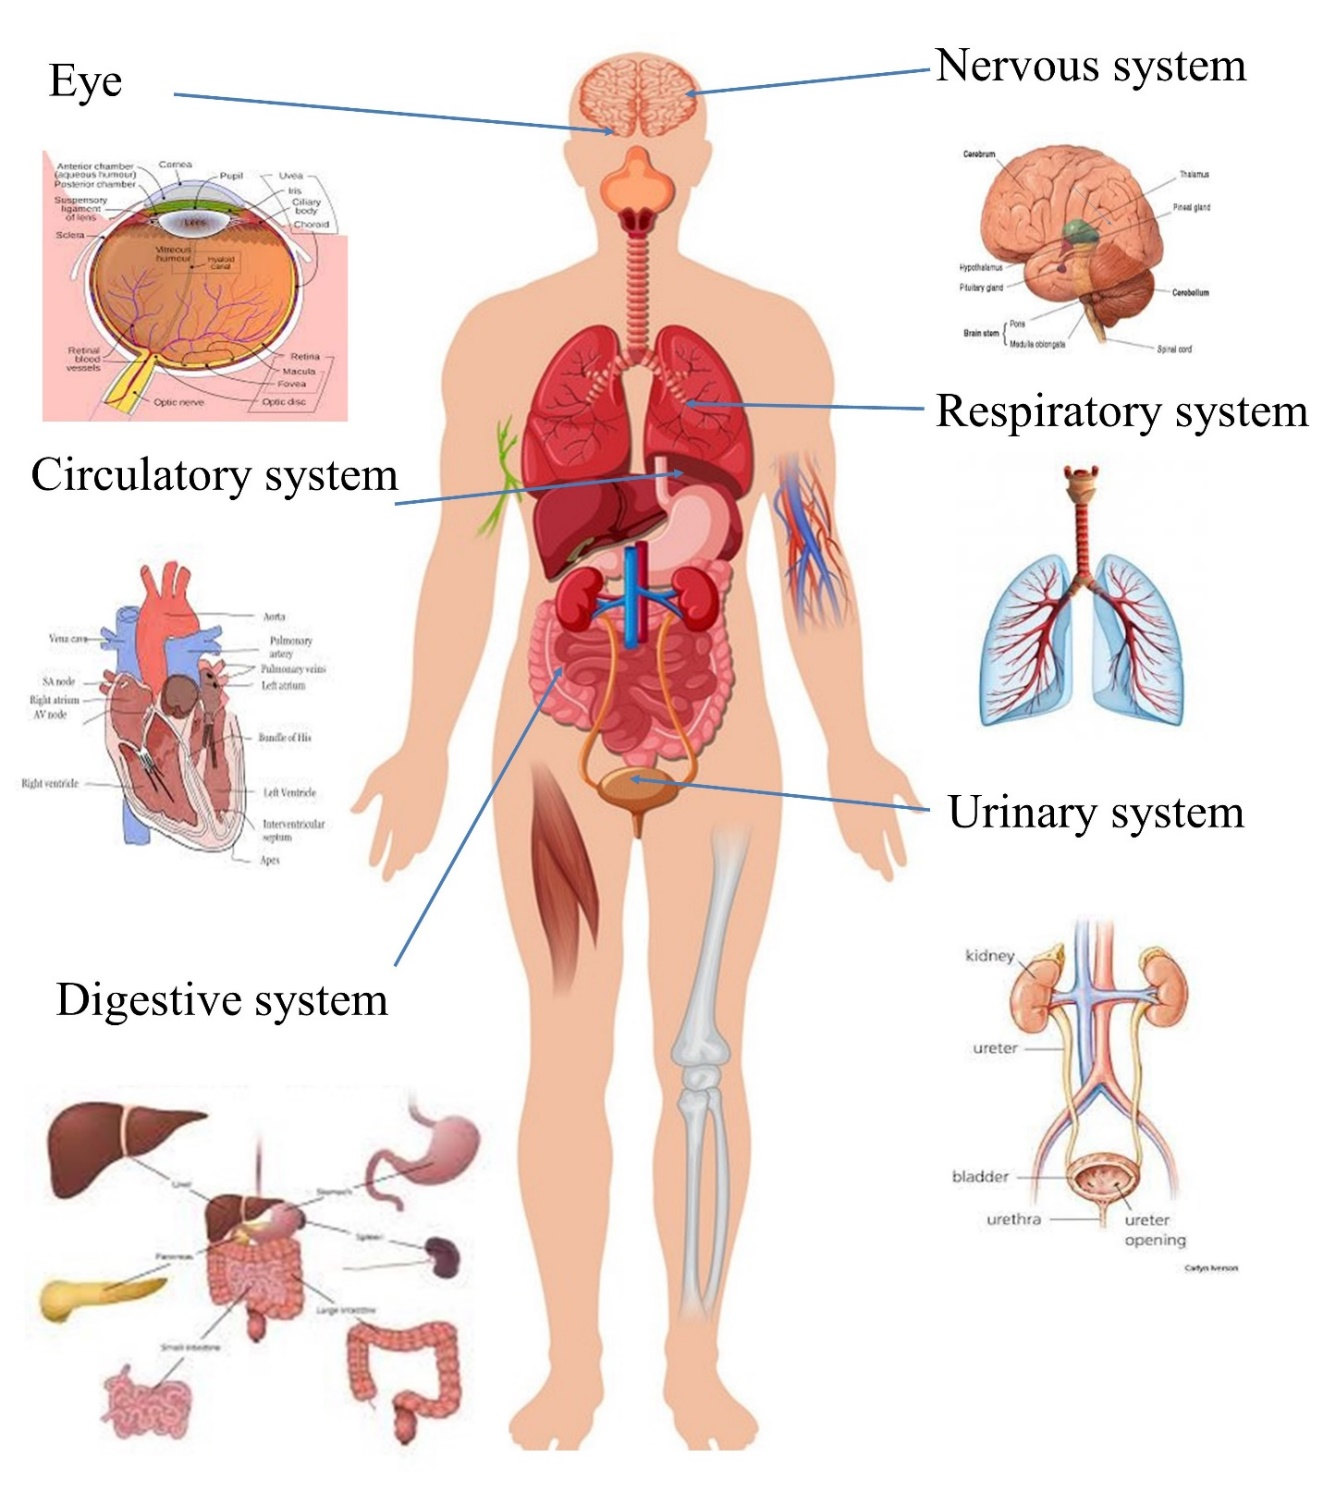 Eye
Nervous system
Anterior chamber
(aqueous humour)
Posterior chamber
Cornea
Pupil
Uvea
Iris
Ciliary
body
Choroid
Suspensory
ligament
of lens
Lens
Sclera
Vitreous
humour
Hyaloid
canal
Retinal
blood
vessels
Retina
Macula
Fovea
Optic nerve
Optic disc
Cerebrum
Thalamus
Pineal gland
Hypothalamus
Pituitary gland
Cerebellum
Brain stem
Pons
Medulla oblongata
Spinal cord
Circulatory system
Respiratory system
Aorta
Vena cava
Pulmonary
artery
Pulmonary veins
SA node
Left atrium
Right atrium
AV node
Bundle of His
Right ventricle
Left Ventricle
Interventricular
septum
Apex
Urinary system
Digestive system
Liver
Stomach
Spleen
Pancreas
Large intestine
Small intestine
kidney
ureter
bladder
urethra
ureter
opening
Carlyn Iverson